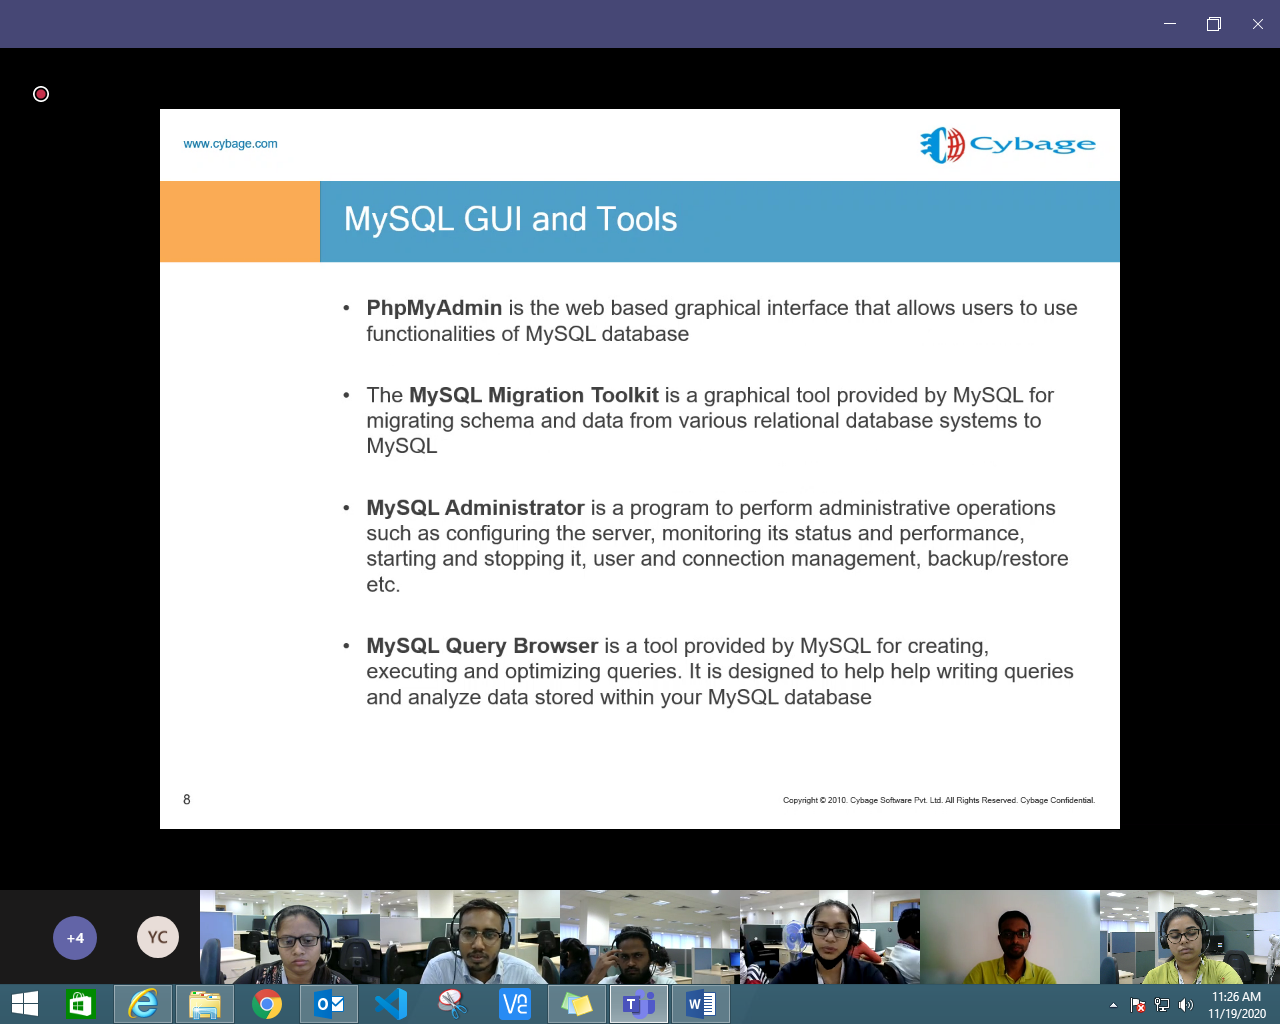 www.cybage.com
Cybage
MySQL GUI and Tools
• PhpMyAdmin is the web based graphical interface that allows users to use
functionalities of MySQL database
• The MySQL Migration Toolkit is a graphical tool provided by MySQL for
migrating schema and data from various relational database systems to
MySQL
• MySQL Administrator is a program to perform administrative operations
such as configuring the server, monitoring its status and performance,
starting and stopping it, user and connection management, backup/restore
etc.
• MySQL Query Browser is a tool provided by MySQL for creating,
executing and optimizing queries. It is designed to help help writing queries
and analyze data stored within your MySQL database
8
Copyright © 2010. Cybage Software Pvt. Ltd. All Rights Reserved. Cybage Confidential.
+4
YC
11:26 AM
11/19/2020